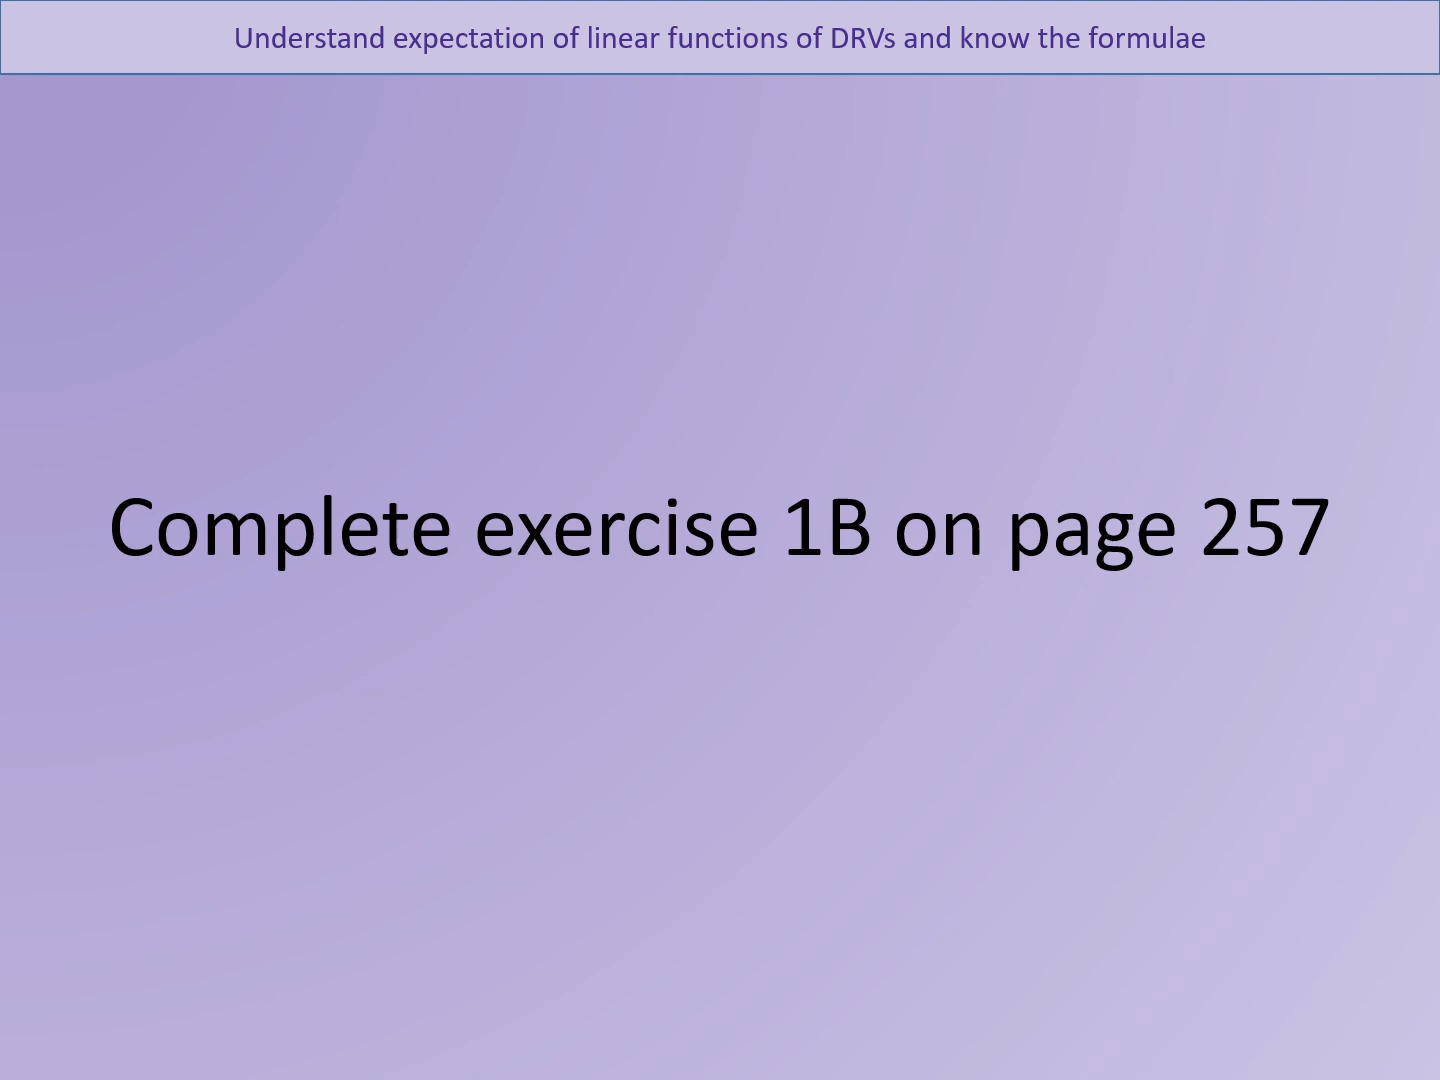 Understand expectation of linear functions of DRVs and know the formulae
Complete exercise 1B on page 257